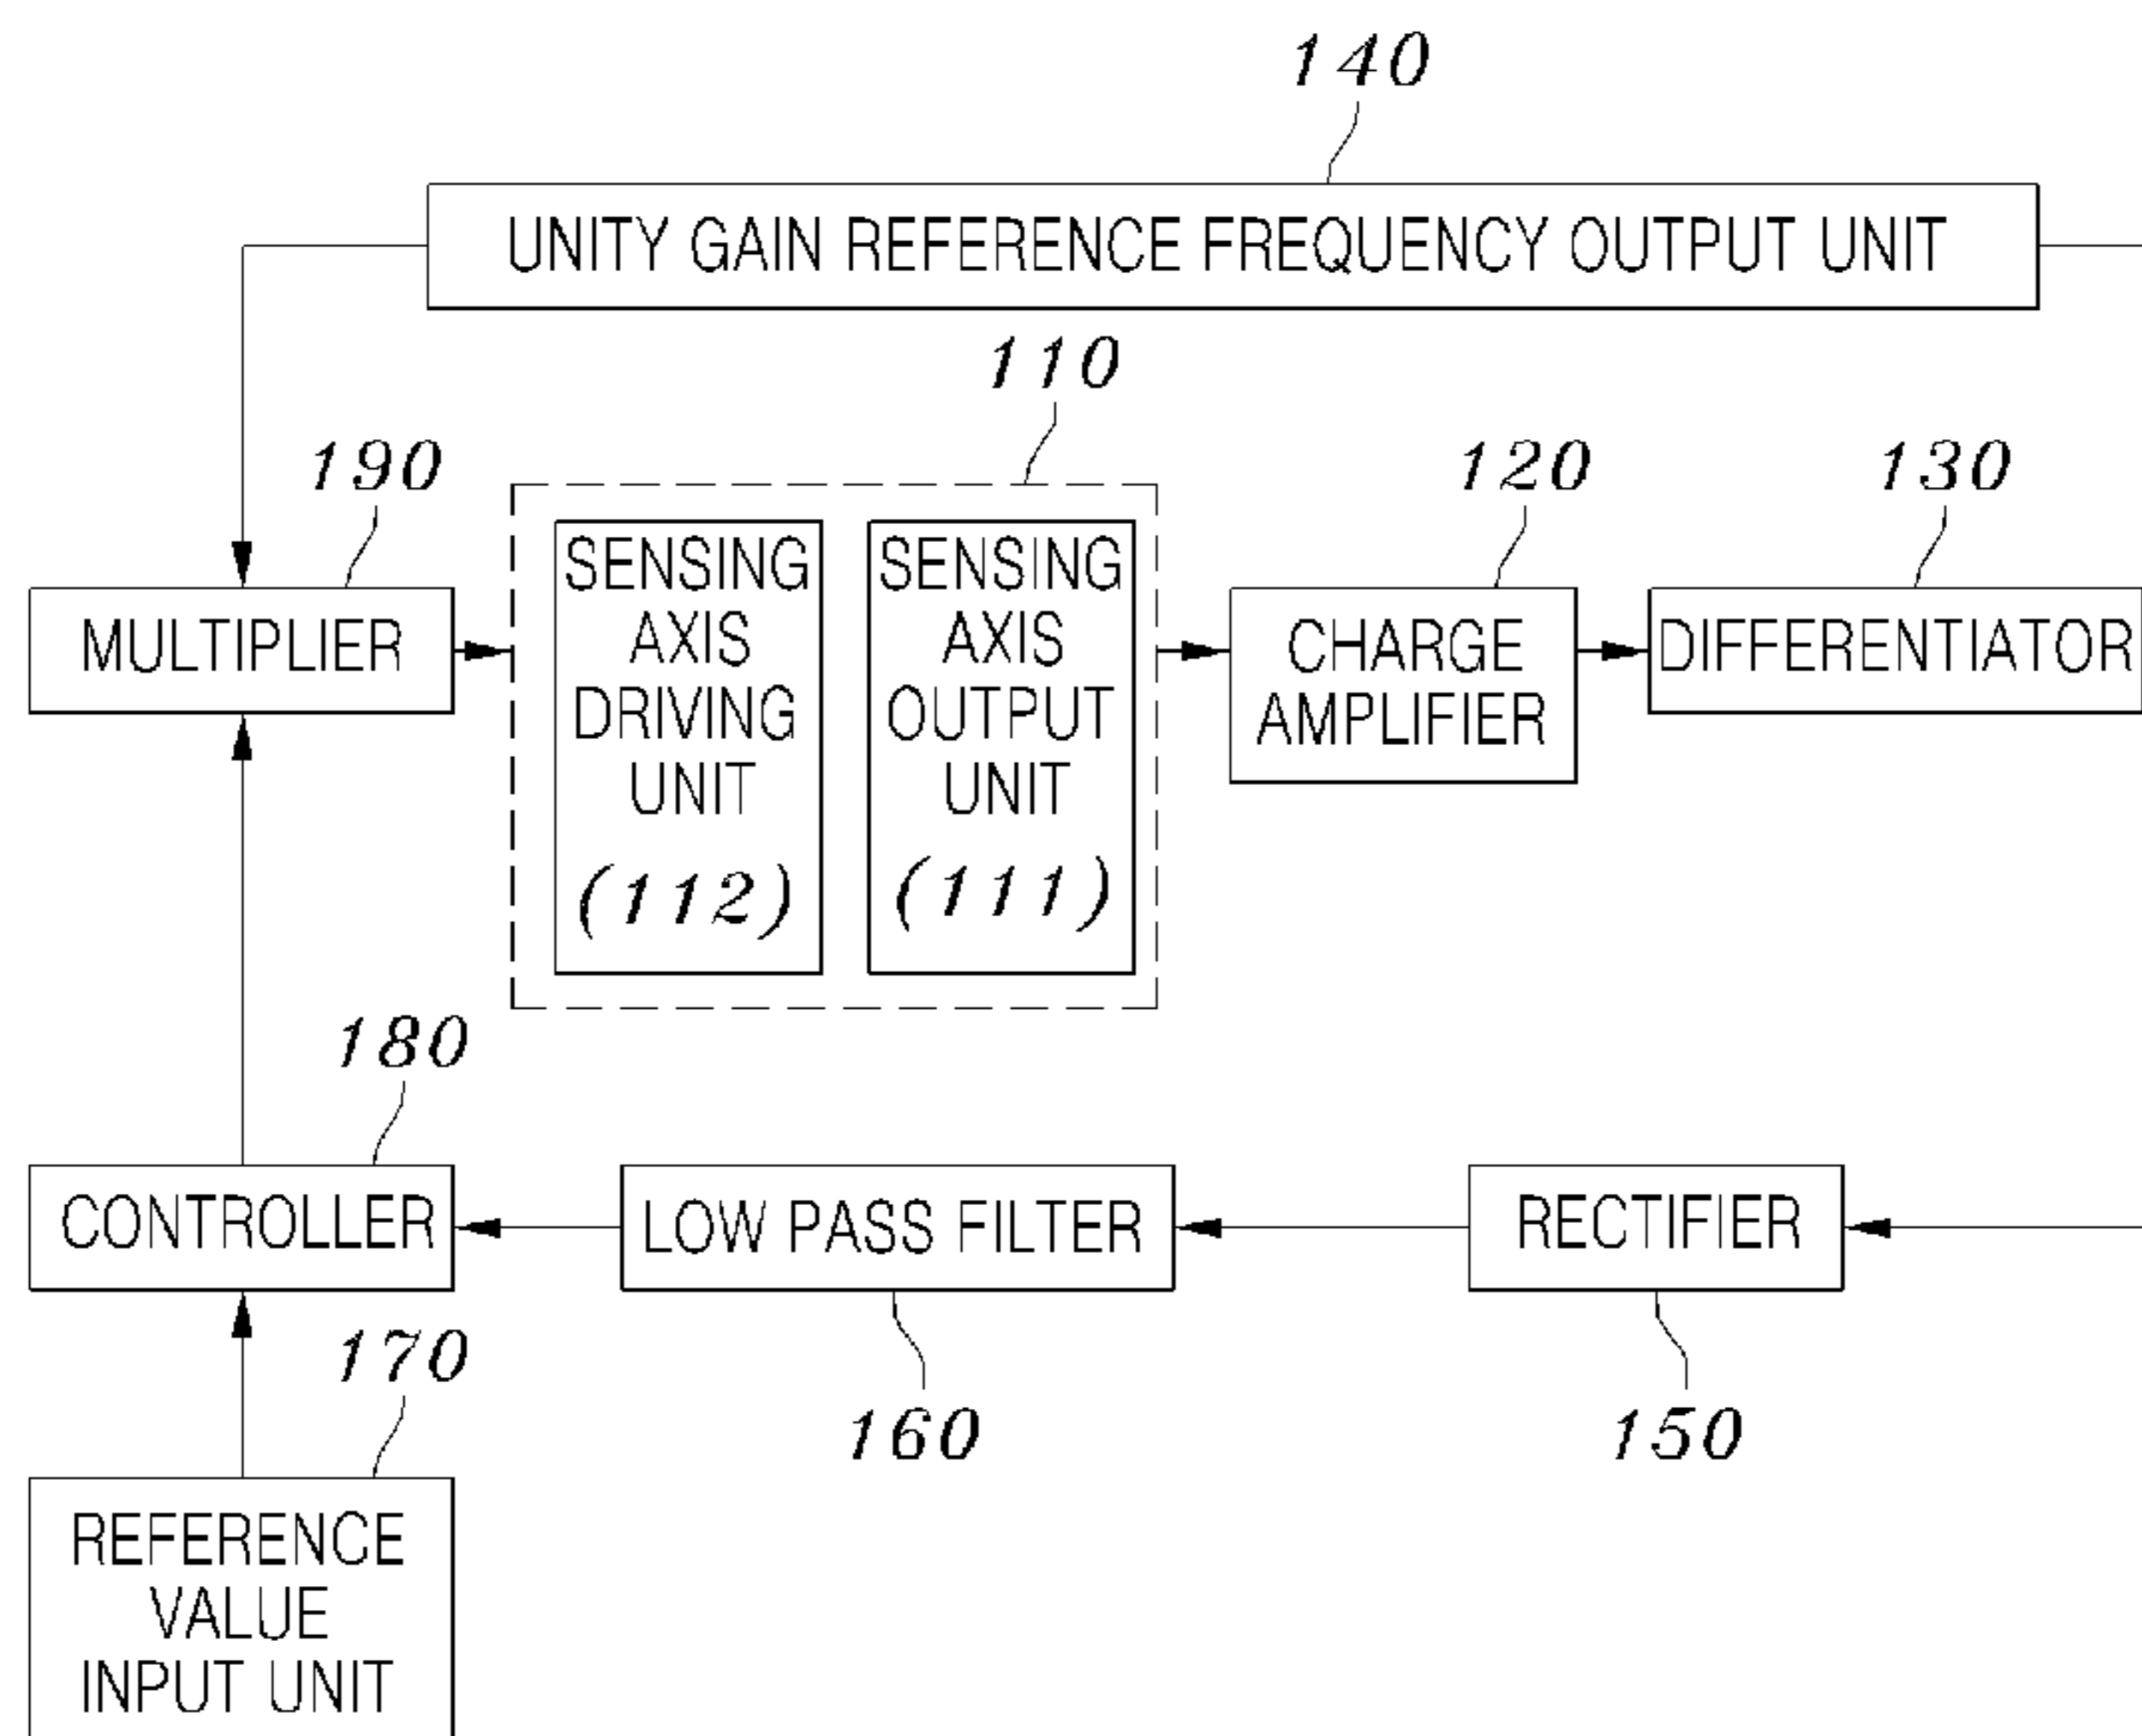 140
UNITY GAIN REFERENCE FREQUENCY OUTPUT UNIT
110
190
120
130
MULTIPLIER
SENSING
AXIS
DRIVING
UNIT
(112)
SENSING
AXIS
OUTPUT
UNIT
(111)
CHARGE
AMPLIFIER
DIFFERENTIATOR
180
CONTROLLER
LOW PASS FILTER
RECTIFIER
170
160
150
REFERENCE
VALUE
INPUT UNIT